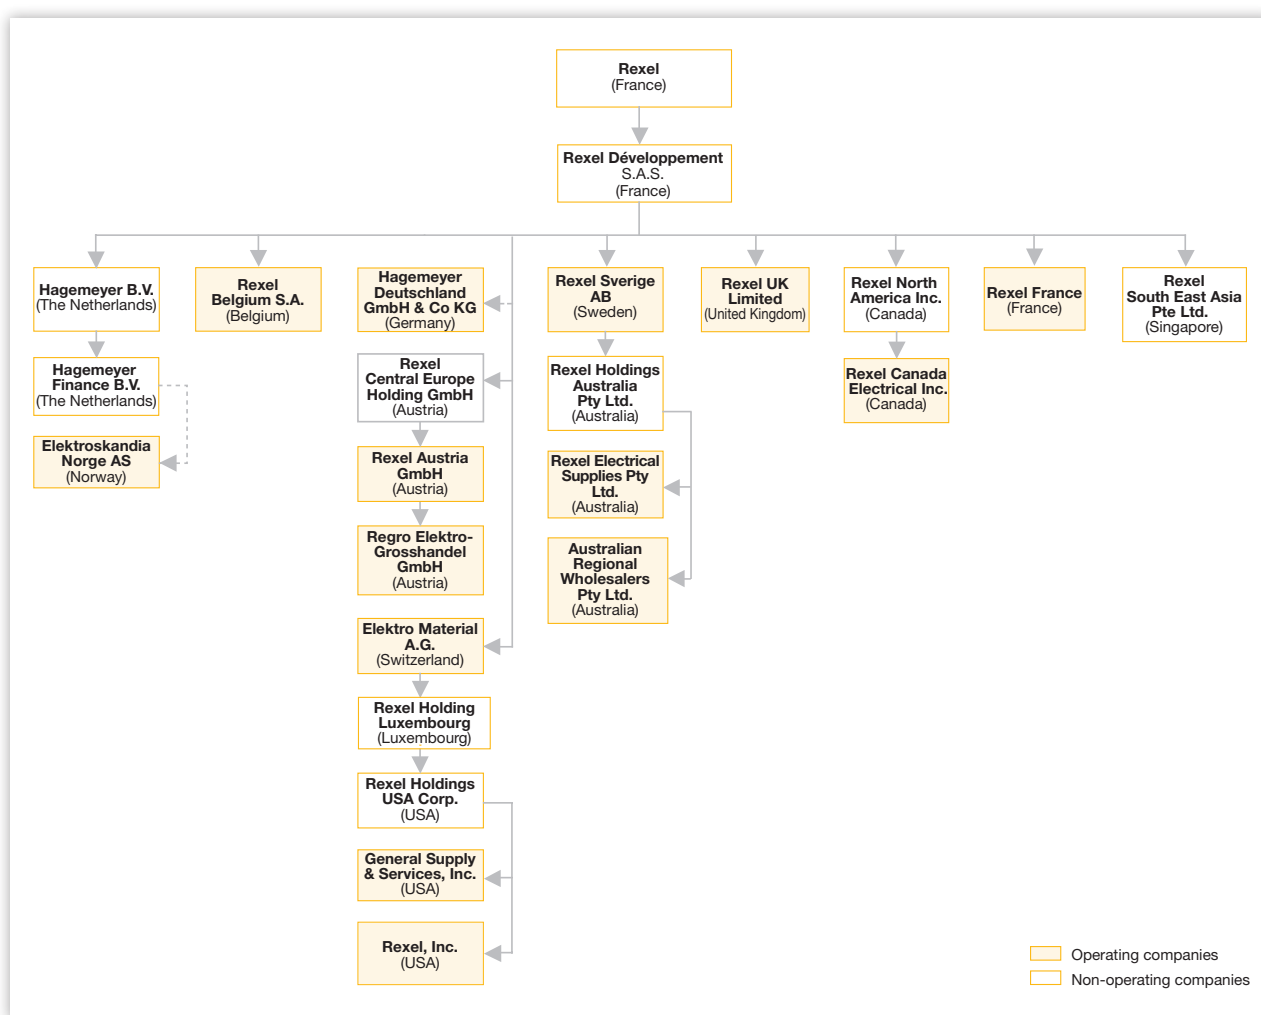 Rexel
(France)
Rexel Développement
S.A.S.
(France)
Hagemeyer B.V.
(The Netherlands)
Hagemeyer
Finance B.V.
(The Netherlands)
Elektroskandia
Norge AS
(Norway)
Rexel
Belgium S.A.
(Belgium)
Hagemeyer
Deutschland
GmbH & Co KG
(Germany)
Rexel
Central Europe
Holding GmbH
(Austria)
Rexel Austria
GmbH
(Austria)
Regro Elektro-
Grosshandel
GmbH
(Austria)
Elektro Material
A.G.
(Switzerland)
Rexel Holding
Luxembourg
(Luxembourg)
Rexel Holdings
USA Corp.
(USA)
General Supply
& Services, Inc.
(USA)
Rexel, Inc.
(USA)
Rexel Sverige
AB
(Sweden)
Rexel Holdings
Australia
Pty Ltd.
(Australia)
Rexel Electrical
Supplies Pty
Ltd.
(Australia)
Australian
Regional
Wholesalers
Pty Ltd.
(Australia)
Rexel UK
Limited
(United Kingdom)
Rexel North
America Inc.
(Canada)
Rexel Canada
Electrical Inc.
(Canada)
Rexel France
(France)
Rexel
South East Asia
Pte Ltd.
(Singapore)
Operating companies
Non-operating companies